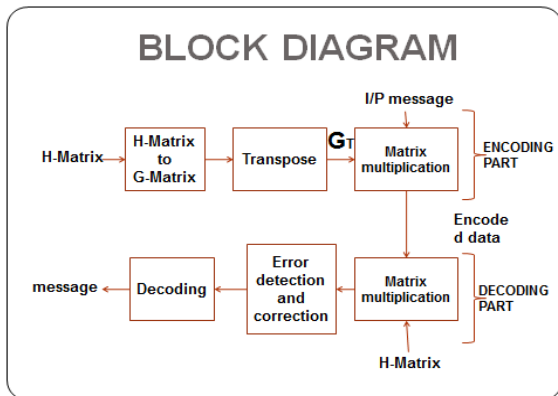 BLOCK DIAGRAM
I/P message
H-Matrix
H-Matrix
to
G-Matrix
Transpose
GT
Matrix
multiplication
ENCODING
PART
Encode
d data
message
Decoding
Error
detection
and
correction
Matrix
multiplication
DECODING
PART
H-Matrix